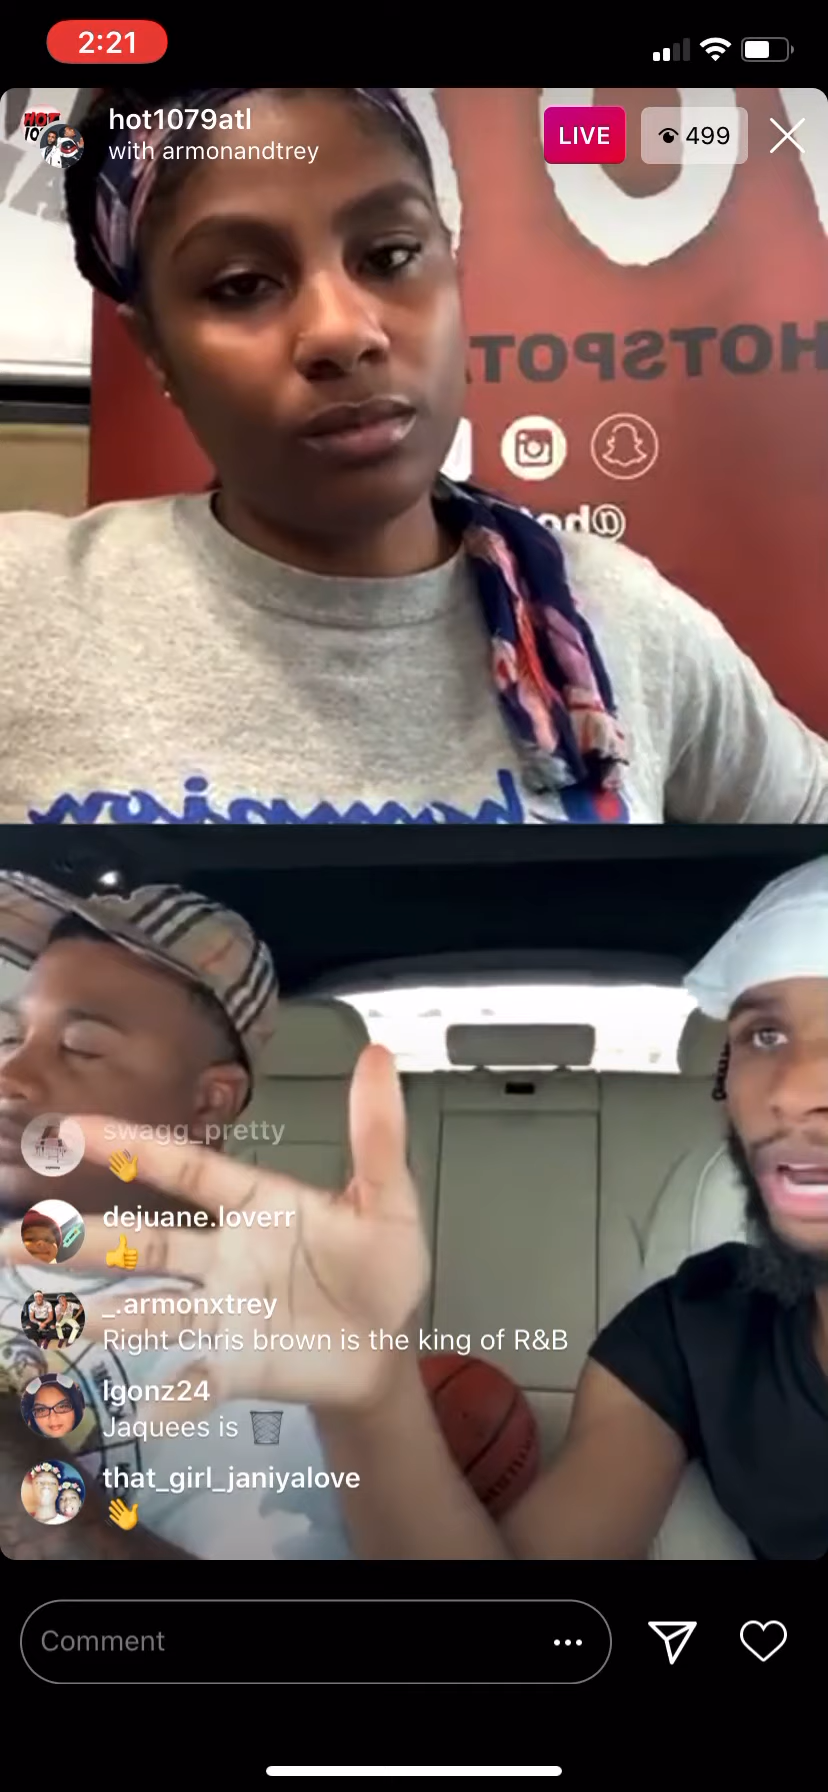 2:21
hot1079atl
with armonandtrey
LIVE
499
HOT
HOTSPOT
swagg_pretty
👋
dejuane.loverr
👍
_.armonxtrey
Right Chris brown is the king of R&B
lgonz24
Jaquees is 🗑
that_girl_janiyalove
👋
Comment